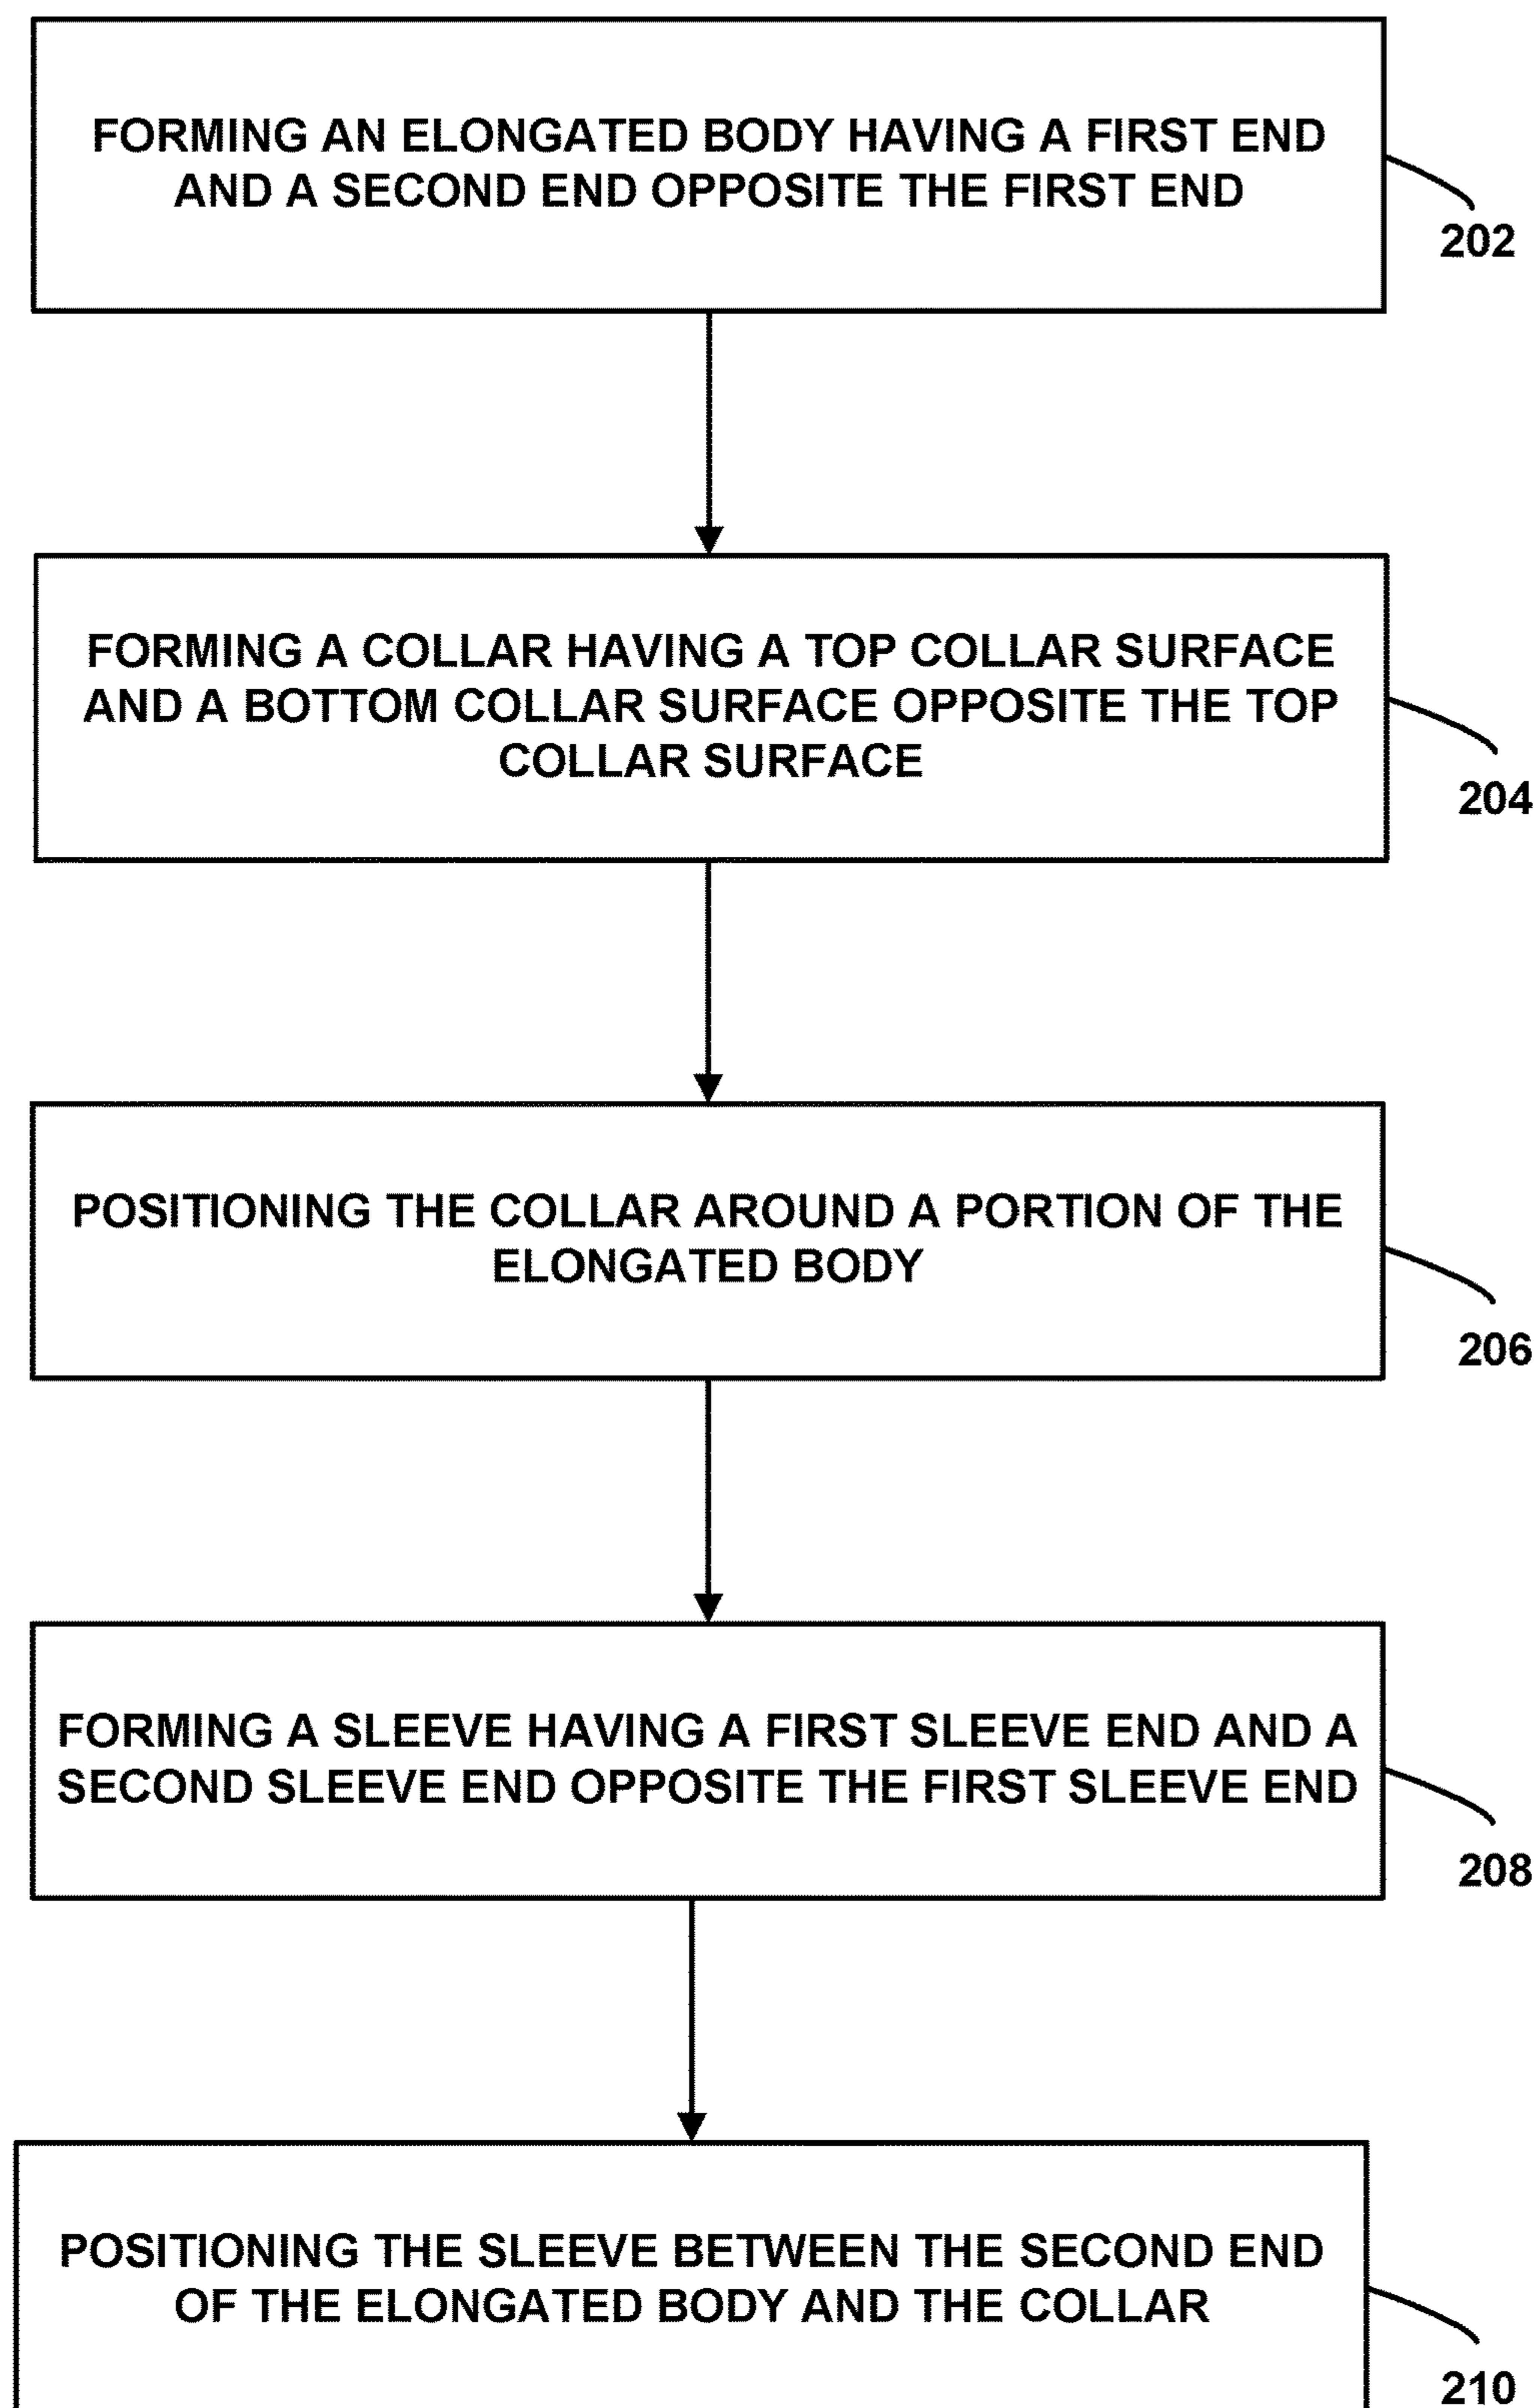 FORMING AN ELONGATED BODY HAVING A FIRST END
AND A SECOND END OPPOSITE THE FIRST END
202
FORMING A COLLAR HAVING A TOP COLLAR SURFACE
AND A BOTTOM COLLAR SURFACE OPPOSITE THE TOP
COLLAR SURFACE
204
POSITIONING THE COLLAR AROUND A PORTION OF THE
ELONGATED BODY
206
FORMING A SLEEVE HAVING A FIRST SLEEVE END AND A
SECOND SLEEVE END OPPOSITE THE FIRST SLEEVE END
208
POSITIONING THE SLEEVE BETWEEN THE SECOND END
OF THE ELONGATED BODY AND THE COLLAR
210